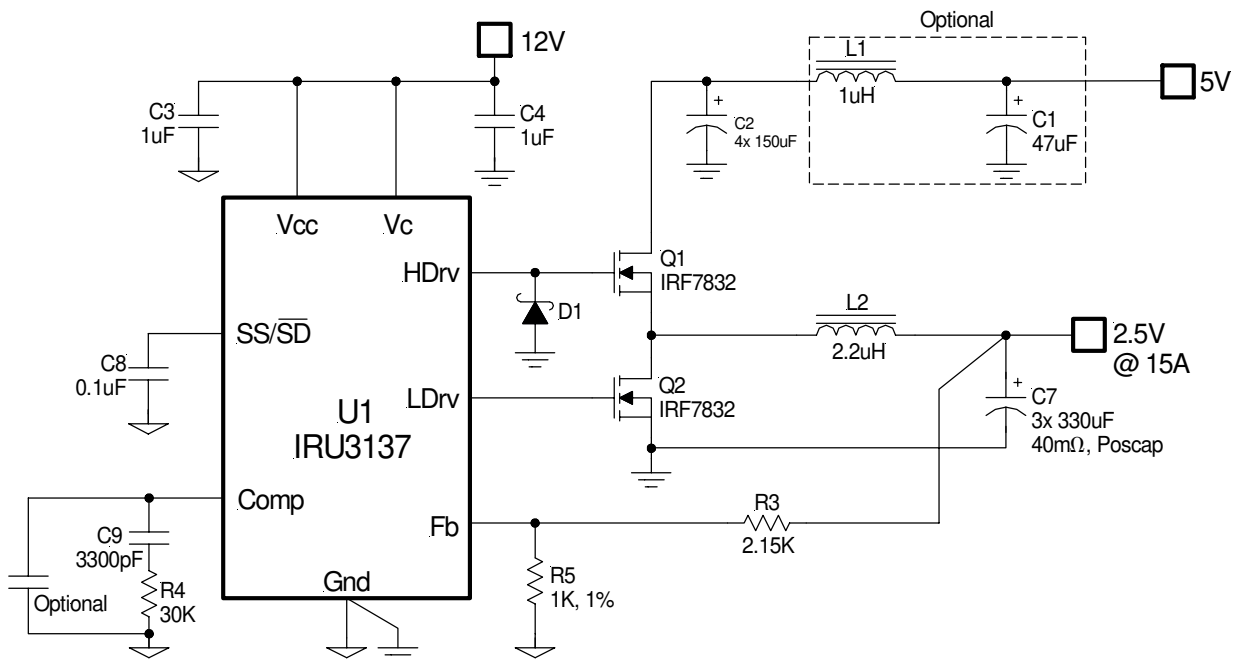 Optional
12V
L1
1uH
5V
C3
1uF
C4
1uF
+
C2
4x 150uF
+
C1
47uF
Vcc
Vc
HDrv
Q1
IRF7832
D1
L2
2.2uH
2.5V
@ 15A
SS/SD
C8
0.1uF
U1
IRU3137
LDrv
Q2
IRF7832
+
C7
3x 330uF
40mΩ, Poscap
Comp
C9
3300pF
R4
30K
Optional
Fb
R3
2.15K
R5
1K, 1%
Gnd